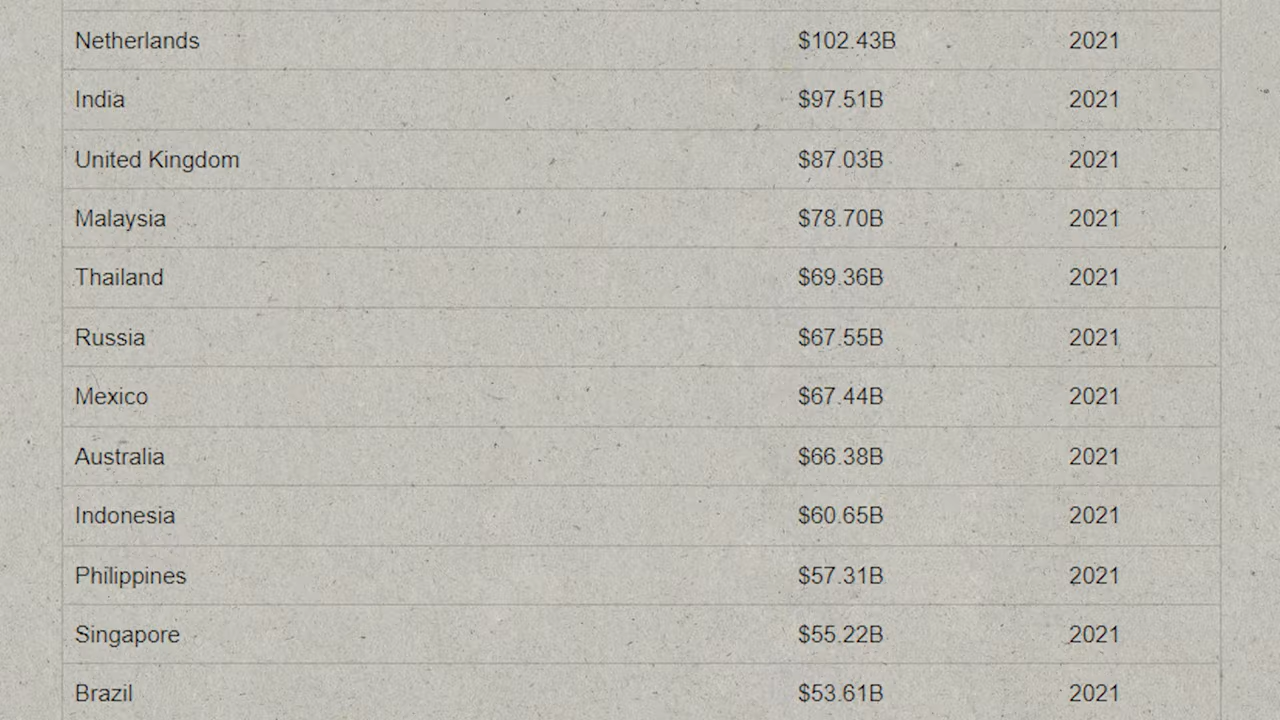 Netherlands $102.43B 2021
India $97.51B 2021
United Kingdom $87.03B 2021
Malaysia $78.70B 2021
Thailand $69.36B 2021
Russia $67.55B 2021
Mexico $67.44B 2021
Australia $66.38B 2021
Indonesia $60.65B 2021
Philippines $57.31B 2021
Singapore $55.22B 2021
Brazil $53.61B 2021